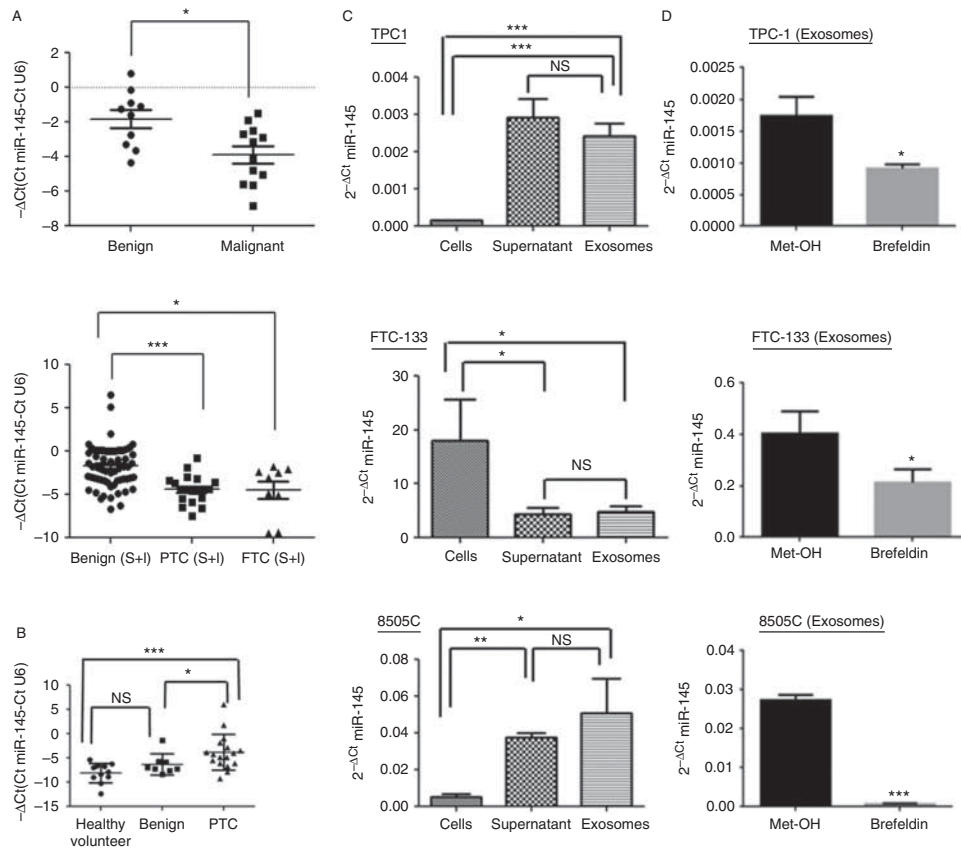 A
*
−ΔCt(Ct miR-145-Ct U6)
2
0
−2
−4
−6
−8
Benign
Malignant
*
***
−ΔCt(Ct miR-145-Ct U6)
10
5
0
−5
−10
Benign (S+I)
PTC (S+I)
FTC (S+I)
B
***
NS
*
−ΔCt(Ct miR-145-Ct U6)
10
5
0
−5
−10
−15
Healthy
volunteer
Benign
PTC
C
TPC1
***
***
NS
2−ΔCt miR-145
0.004
0.003
0.002
0.001
0.000
Cells
Supernatant
Exosomes
FTC-133
*
*
NS
2−ΔCt miR-145
30
20
10
0
Cells
Supernatant
Exosomes
8505C
*
**
NS
2−ΔCt miR-145
0.08
0.06
0.04
0.02
0.00
Cells
Supernatant
Exosomes
D
TPC-1 (Exosomes)
2−ΔCt miR-145
0.0025
0.0020
0.0015
0.0010
0.0005
0.0000
*
Met-OH
Brefeldin
FTC-133 (Exosomes)
2−ΔCt miR-145
0.6
0.4
0.2
0.0
*
Met-OH
Brefeldin
8505C (Exosomes)
2−ΔCt miR-145
0.04
0.03
0.02
0.01
0.00
***
Met-OH
Brefeldin